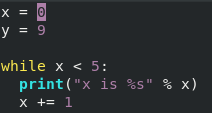 x = 0
y = 9

while x < 5:
  print("x is %s" % x)
  x += 1